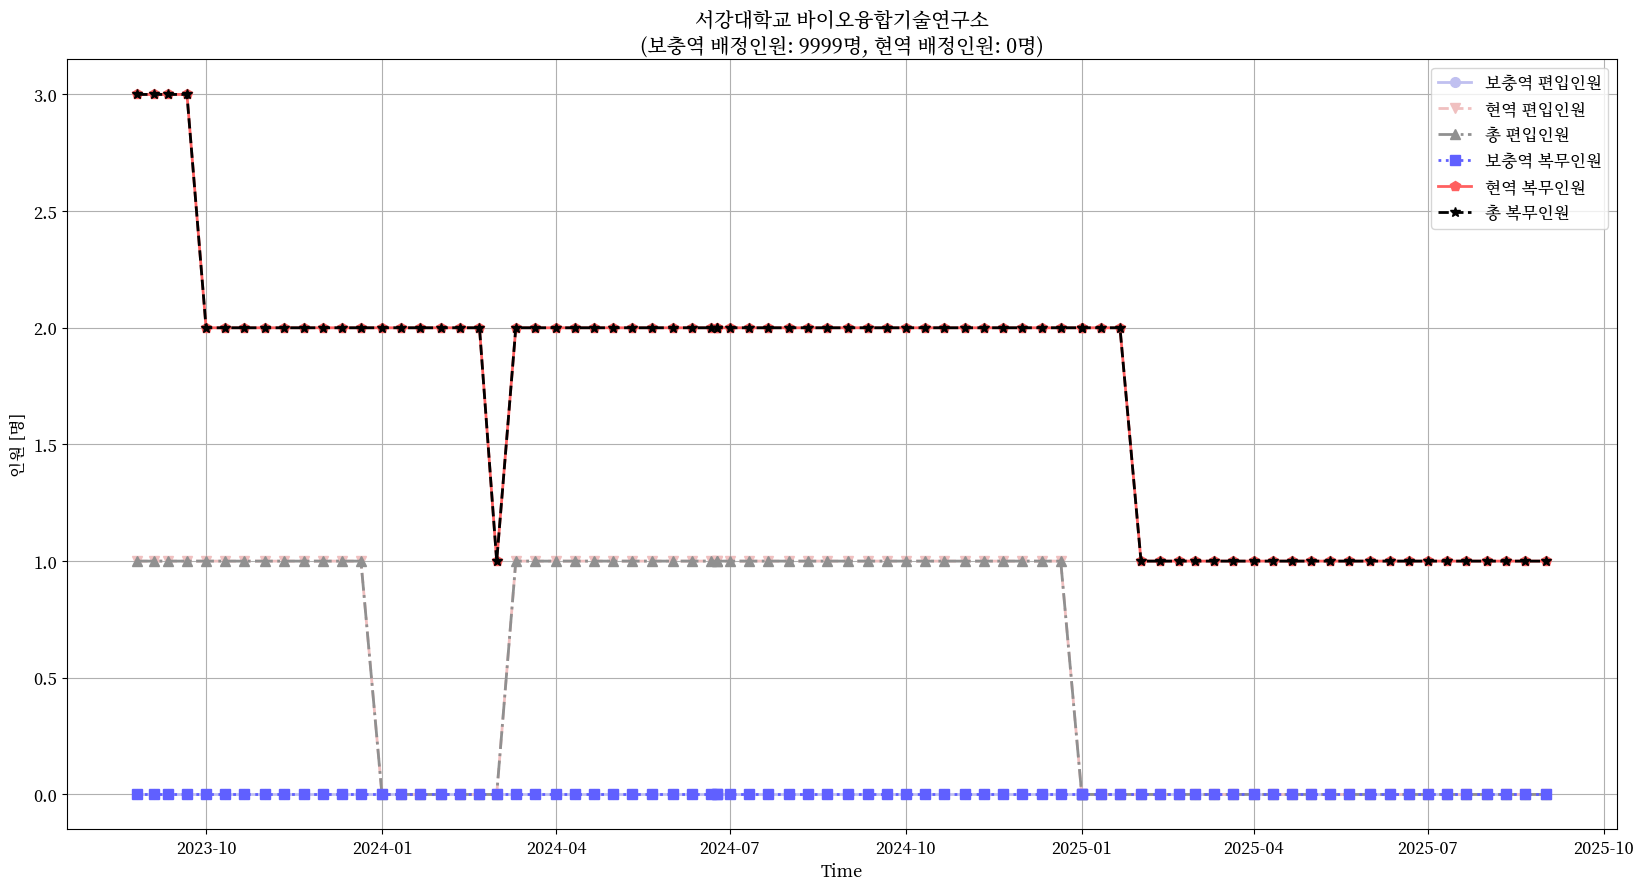 서강대학교 바이오융합기술연구소
(보충역 배정인원: 9999명, 현역 배정인원: 0명)
보충역 편입인원
현역 편입인원
총 편입인원
보충역 복무인원
현역 복무인원
총 복무인원
인원 [명]
3.0
2.5
2.0
1.5
1.0
0.5
0.0
2023-10
2024-01
2024-04
2024-07
2024-10
2025-01
2025-04
2025-07
2025-10
Time